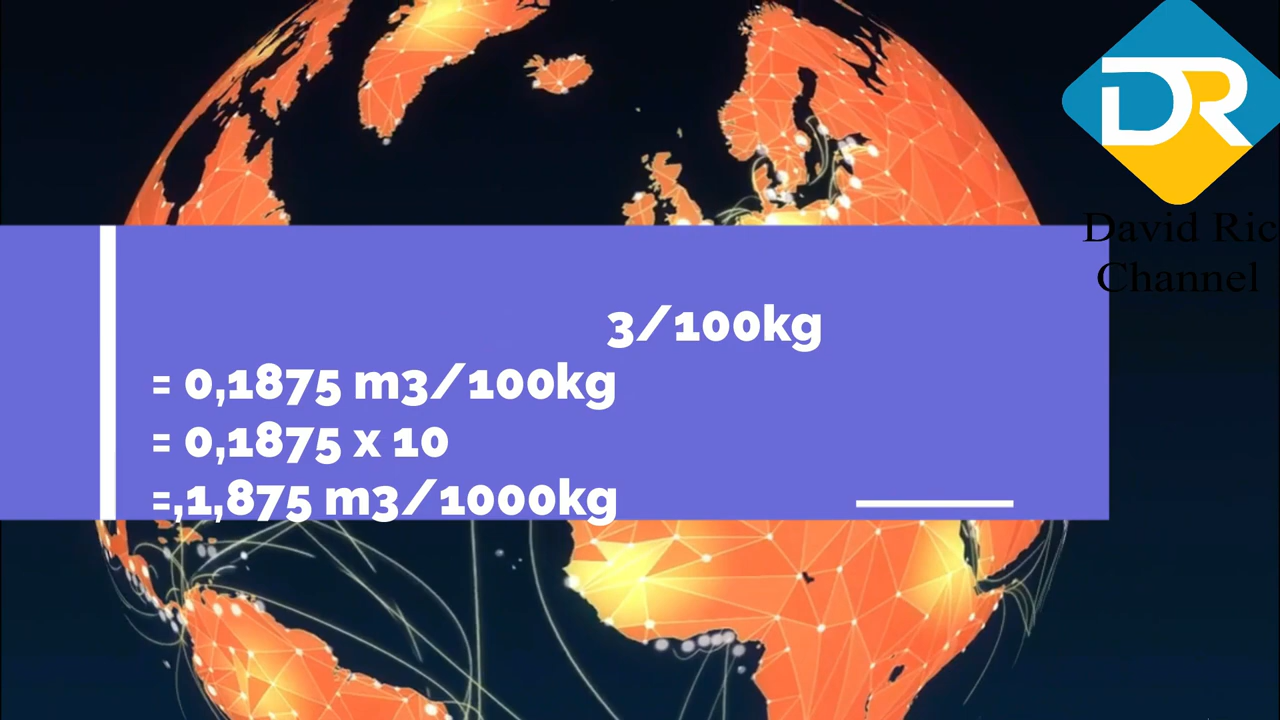 DR
David Ric
Channel
3/100kg
= 0,1875 m3/100kg
= 0,1875 x 10
=,1,875 m3/1000kg